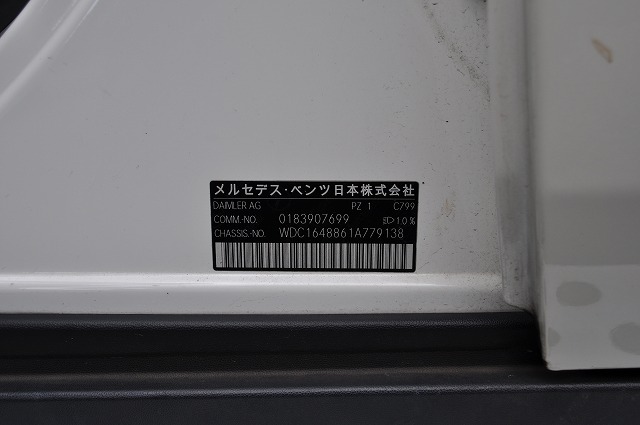 メルセデス・ベンツ日本株式会社
DAIMLER AG PZ 1 C799
COMM.-NO. 0183907699 10%
CHASSIS.-NO. WDC1648861A779138